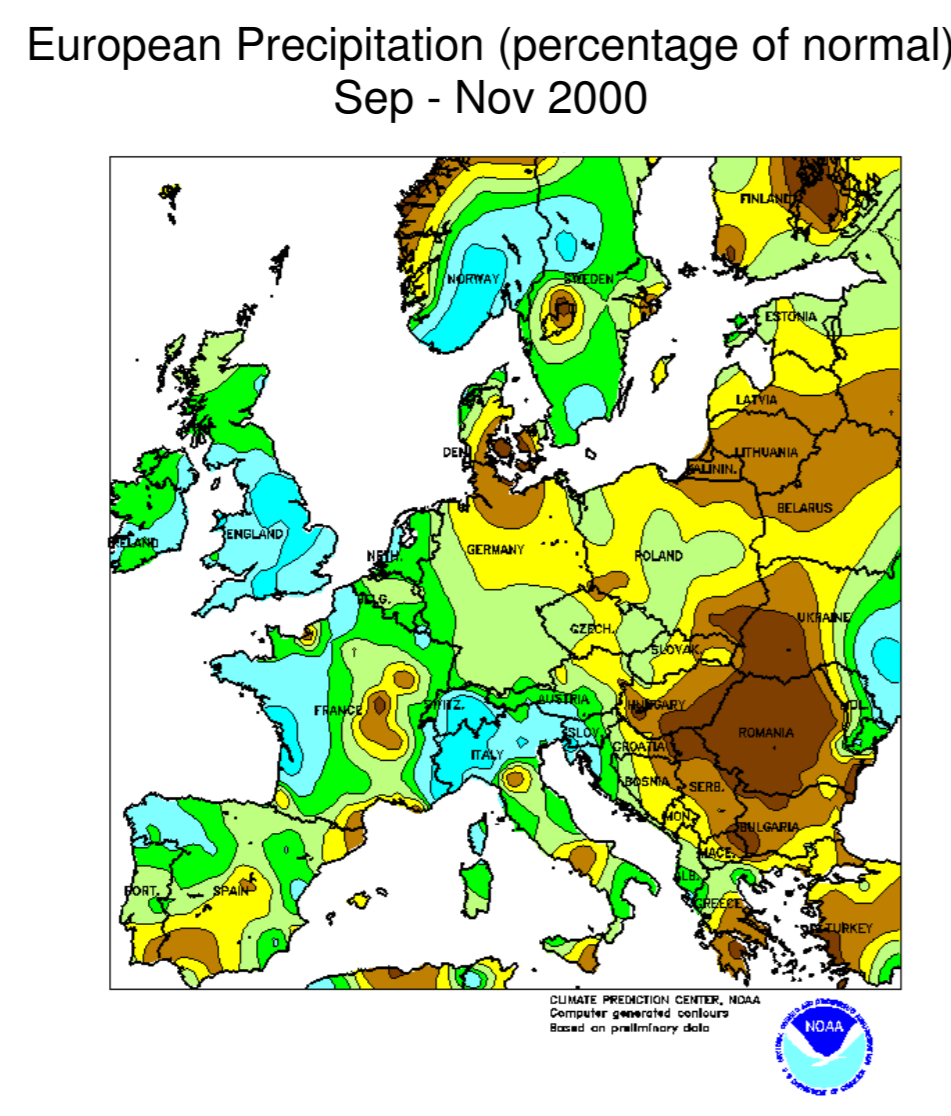 European Precipitation (percentage of normal)
Sep - Nov 2000
FINLAND
NORWAY
SWEDEN
ESTONIA
LATVIA
DEN.
LITHUANIA
KALININ.
BELARUS
IRELAND
ENGLAND
GERMANY
NETH.
POLAND
BELG.
UKRAINE
CZECH.
SLOVAK.
AUSTRIA
SWITZ.
HUNGARY
FRANCE
MOL.
ROMANIA
SLOV.
CROATIA
ITALY
BOSNIA
SERB.
MON.
BULGARIA
MACE.
ALB.
PORT.
SPAIN
GREECE
TURKEY
CLIMATE PREDICTION CENTER, NOAA
Computer generated contours
Based on preliminary data
NOAA